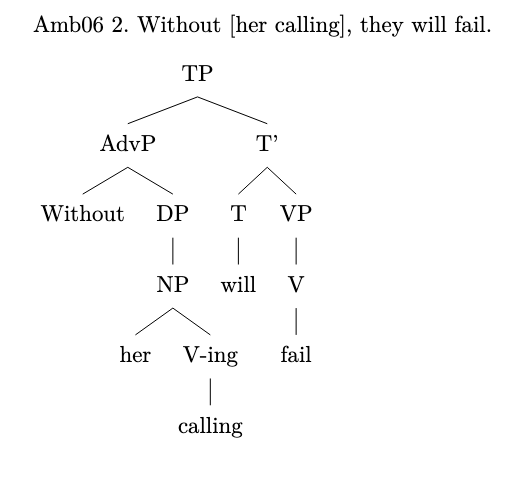 Amb06 2. Without [her calling], they will fail.
TP
AdvP T’
Without DP T VP
NP will V
her V-ing fail
calling